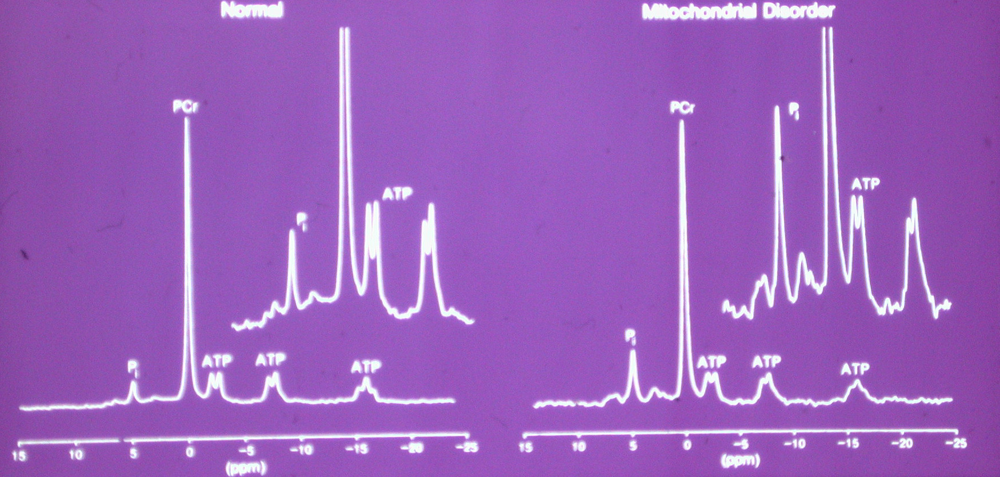 Normal
PCr
ATP
Pi
Pi
ATP
ATP
ATP
15 10 5 0 -5 -10 -15 -20 -25
(ppm)
Mitochondrial Disorder
PCr
Pi
ATP
Pi
ATP
ATP
ATP
15 10 5 0 -5 -10 -15 -20 -25
(ppm)